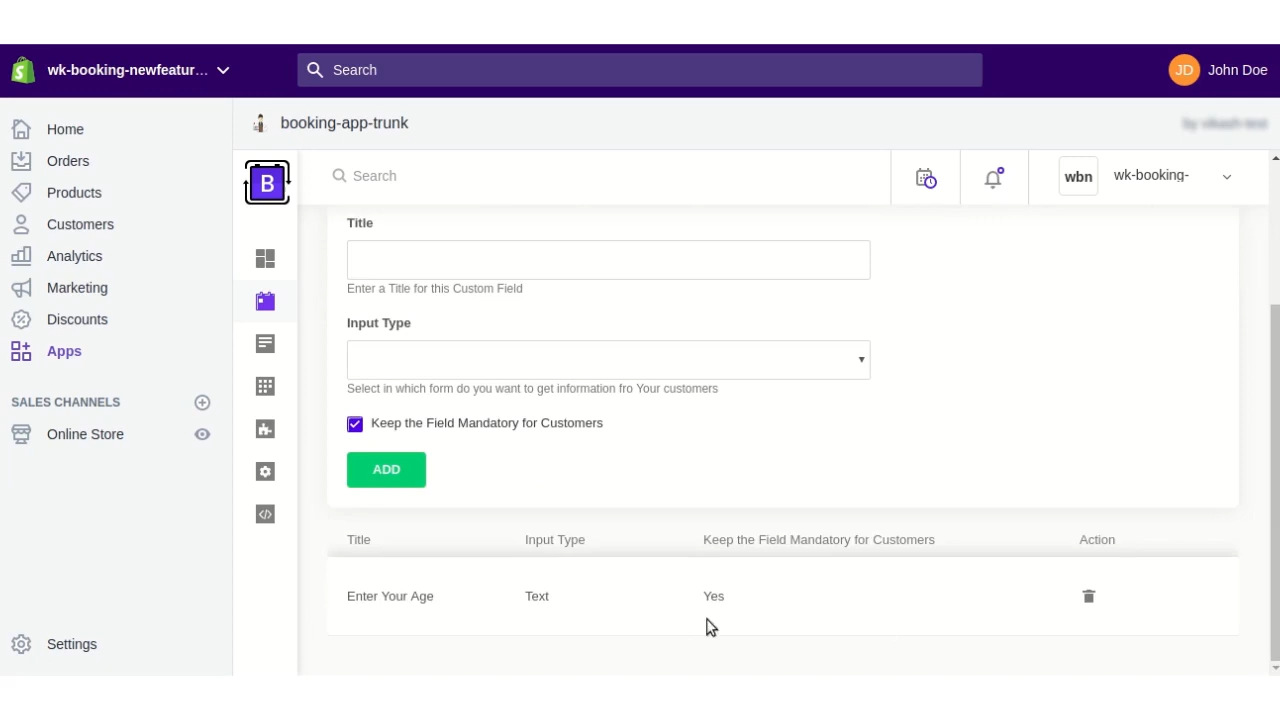 wk-booking-newfeatur...
Search
JD
John Doe
Home
Orders
Products
Customers
Analytics
Marketing
Discounts
Apps
SALES CHANNELS
Online Store
Settings
booking-app-trunk
B
Search
wbn
wk-booking-
Title
Enter a Title for this Custom Field
Input Type
Select in which form do you want to get information fro Your customers
Keep the Field Mandatory for Customers
ADD
Title Input Type Keep the Field Mandatory for Customers Action
Enter Your Age Text Yes